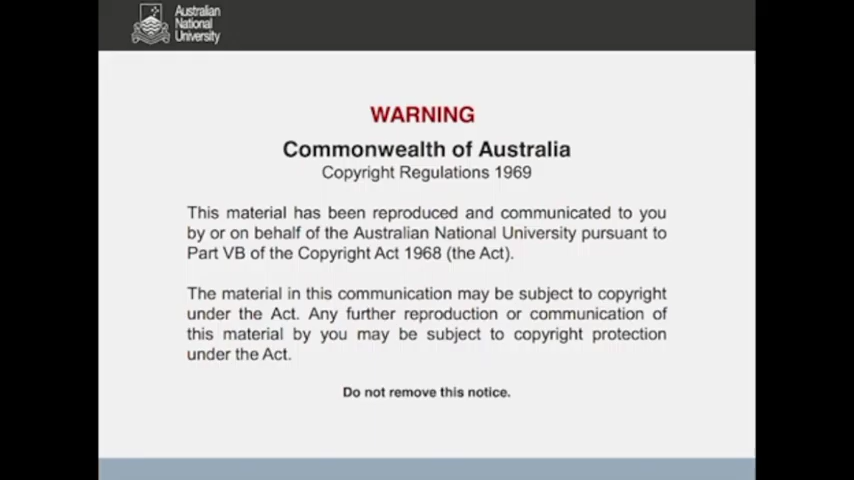 Australian
National
University
WARNING
Commonwealth of Australia
Copyright Regulations 1969
This material has been reproduced and communicated to you
by or on behalf of the Australian National University pursuant to
Part VB of the Copyright Act 1968 (the Act).
The material in this communication may be subject to copyright
under the Act. Any further reproduction or communication of
this material by you may be subject to copyright protection
under the Act.
Do not remove this notice.